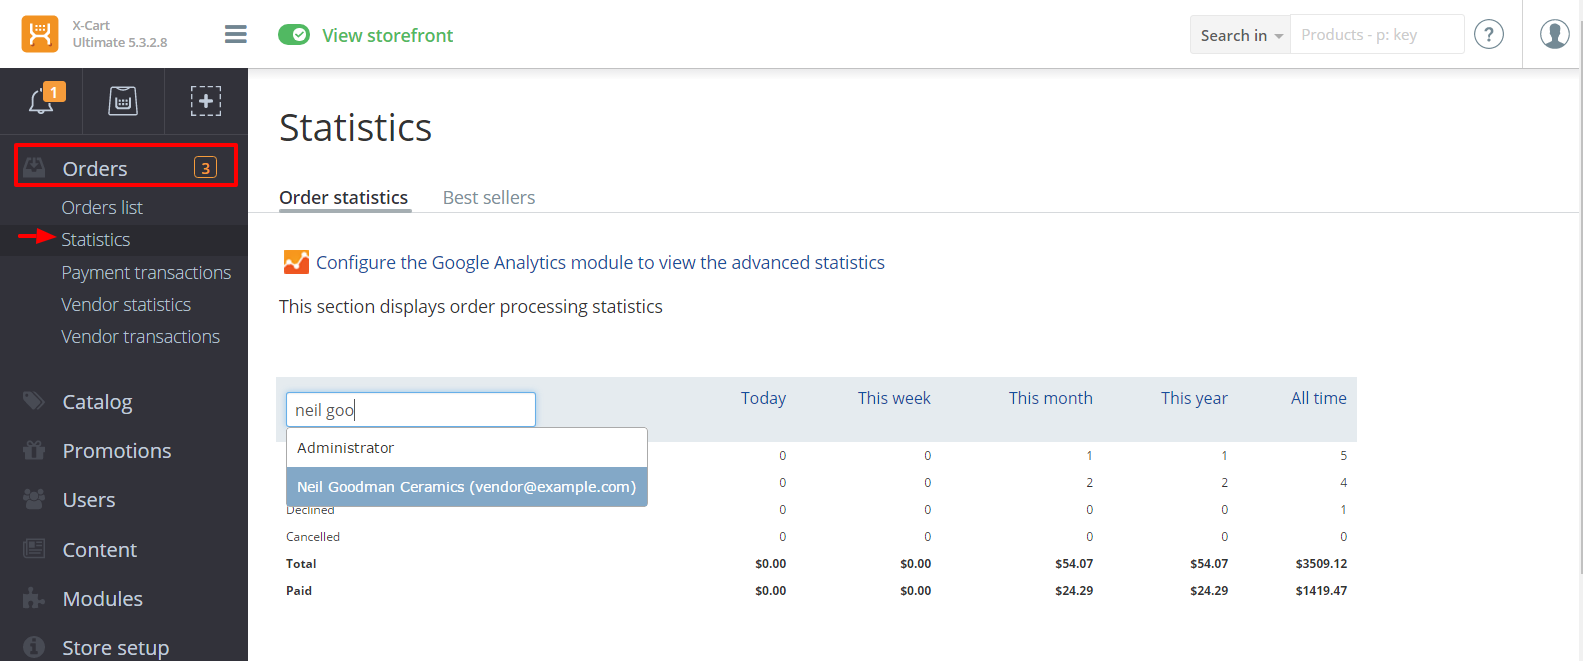 X-Cart
Ultimate 5.3.2.8
View storefront
Search in
Products - p: key
?
1
Orders 3
Orders list
Statistics
Payment transactions
Vendor statistics
Vendor transactions
Catalog
Promotions
Users
Content
Modules
Store setup
Statistics
Order statistics Best sellers
Configure the Google Analytics module to view the advanced statistics
This section displays order processing statistics
neil goo Today This week This month This year All time
Administrator
0 0 1 1 5
Neil Goodman Ceramics (vendor@example.com)
0 0 2 2 4
Declined 0 0 0 0 1
Cancelled 0 0 0 0 0
Total $0.00 $0.00 $54.07 $54.07 $3509.12
Paid $0.00 $0.00 $24.29 $24.29 $1419.47